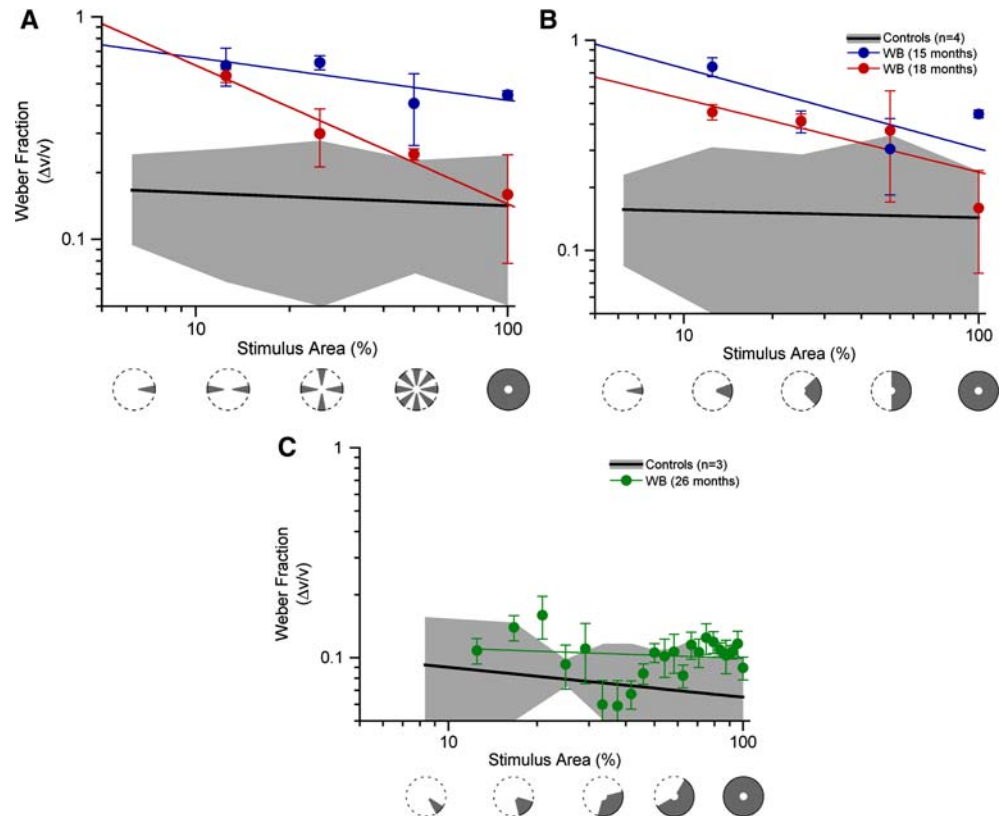 A
1
0.1
Weber Fraction
(Δv/v)
10
100
Stimulus Area (%)
B
Controls (n=4)
WB (15 months)
WB (18 months)
1
0.1
10
100
Stimulus Area (%)
C
Controls (n=3)
WB (26 months)
1
0.1
Weber Fraction
(Δv/v)
10
100
Stimulus Area (%)